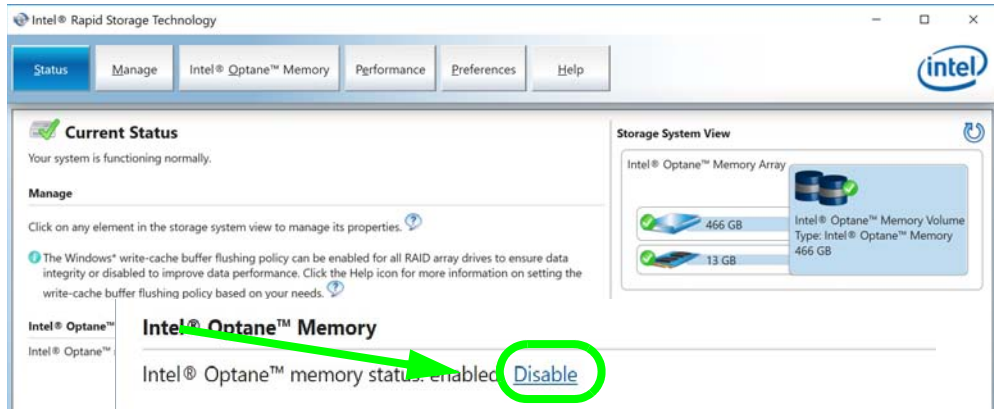 Intel® Rapid Storage Technology
Status Manage Intel® Optane™ Memory Performance Preferences Help
intel
Current Status
Your system is functioning normally.
Manage
Click on any element in the storage system view to manage its properties.
The Windows* write-cache buffer flushing policy can be enabled for all RAID array drives to ensure data
integrity or disabled to improve data performance. Click the Help icon for more information on setting the
write-cache buffer flushing policy based on your needs.
Intel® Optane™
Intel® Optane™
Storage System View
Intel® Optane™ Memory Array
466 GB
13 GB
Intel® Optane™ Memory Volume
Type: Intel® Optane™ Memory
466 GB
Intel® Optane™ Memory
Intel® Optane™ memory status: enabled Disable